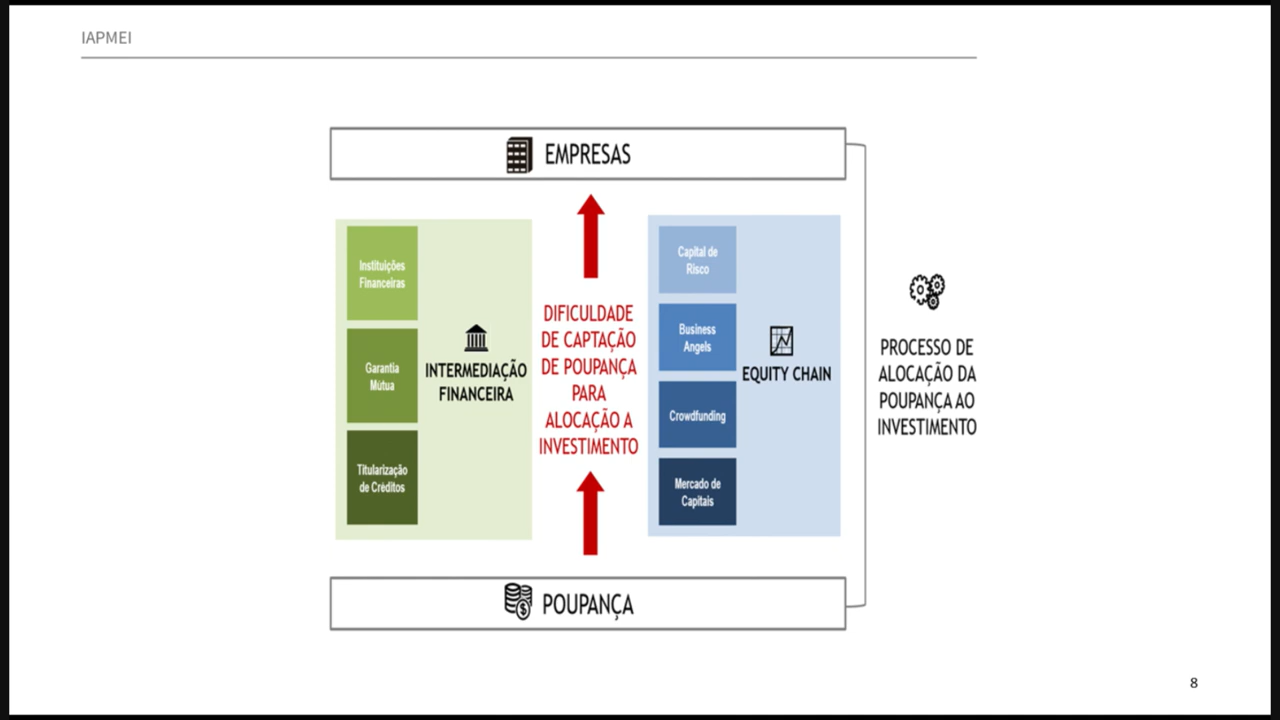 IAPMEI
EMPRESAS
Instituições
Financeiras
Garantia
Mútua
Titularização
de Créditos
INTERMEDIAÇÃO
FINANCEIRA
DIFICULDADE
DE CAPTAÇÃO
DE POUPANÇA
PARA
ALOCAÇÃO A
INVESTIMENTO
Capital de
Risco
Business
Angels
Crowdfunding
Mercado de
Capitais
EQUITY CHAIN
PROCESSO DE
ALOCAÇÃO DA
POUPANÇA AO
INVESTIMENTO
$ POUPANÇA
8